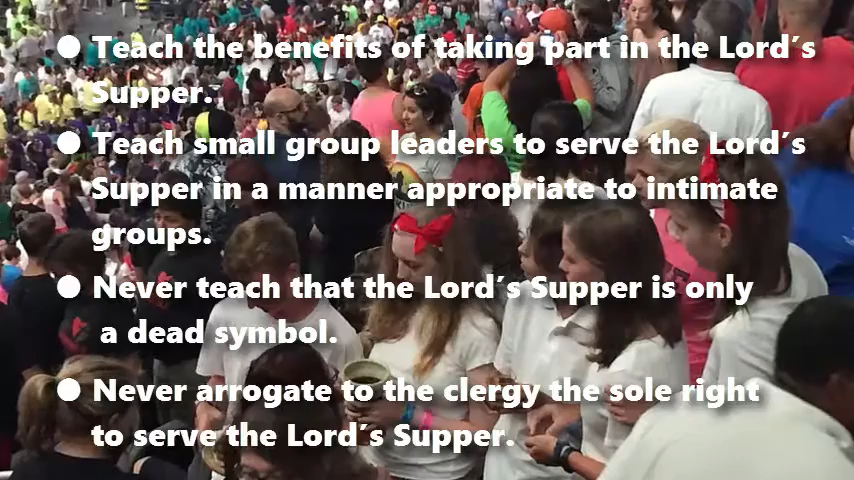 ● Teach the benefits of taking part in the Lord´s
Supper.
● Teach small group leaders to serve the Lord´s
Supper in a manner appropriate to intimate
groups.
● Never teach that the Lord´s Supper is only
a dead symbol.
● Never arrogate to the clergy the sole right
to serve the Lord´s Supper.